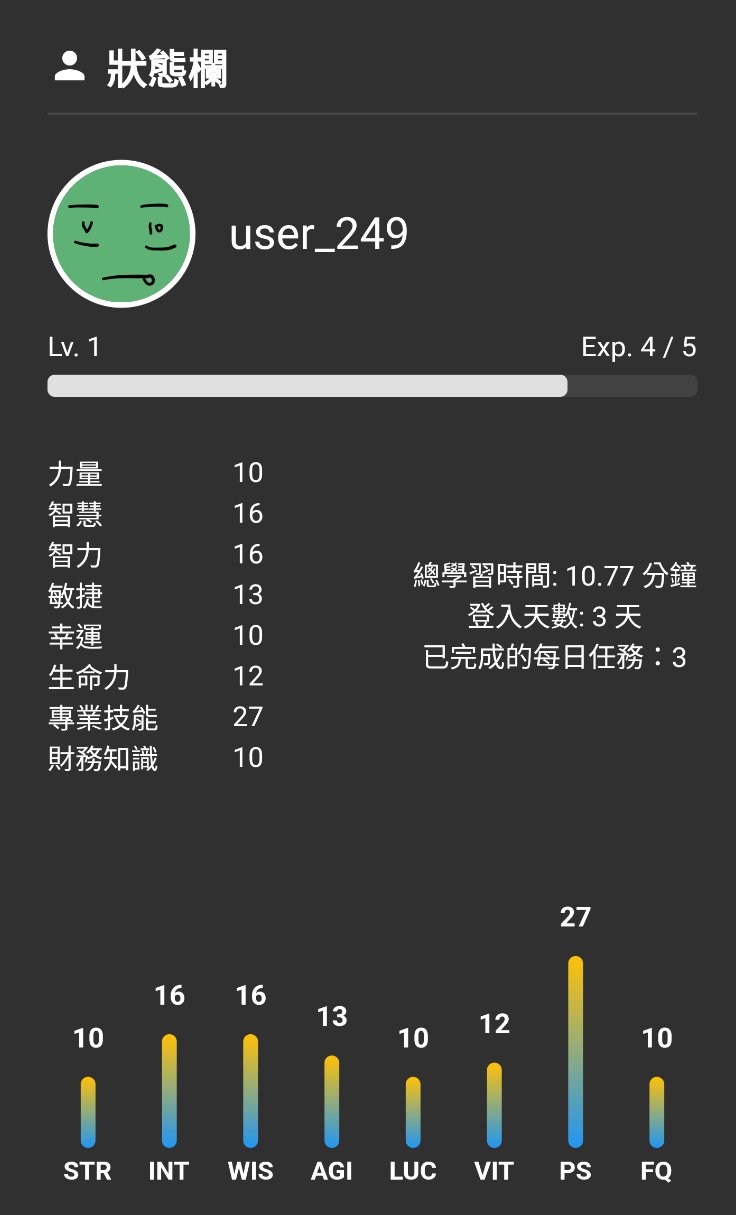 狀態欄
user_249
Lv. 1 Exp. 4 / 5
力量 10
智慧 16
智力 16
敏捷 13
幸運 10
生命力 12
專業技能 27
財務知識 10
總學習時間: 10.77 分鐘
登入天數: 3 天
已完成的每日任務：3
10 16 16 13 10 12 27 10
STR INT WIS AGI LUC VIT PS FQ